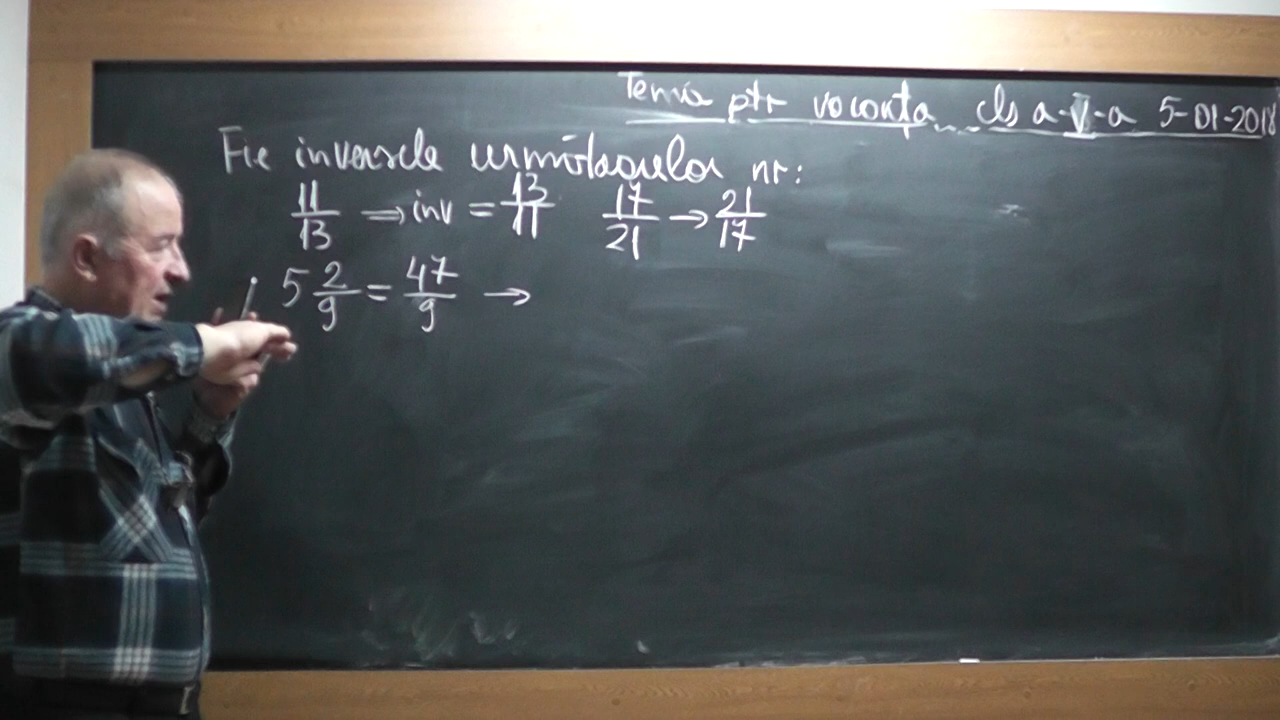 Tema ptr vacanta cls a-V-a 5-01-2018
Fie inversele urmatoarelor nr:
11/13 ⇒ inv = 13/11 17/21 → 21/17
5 2/9 = 47/9 →